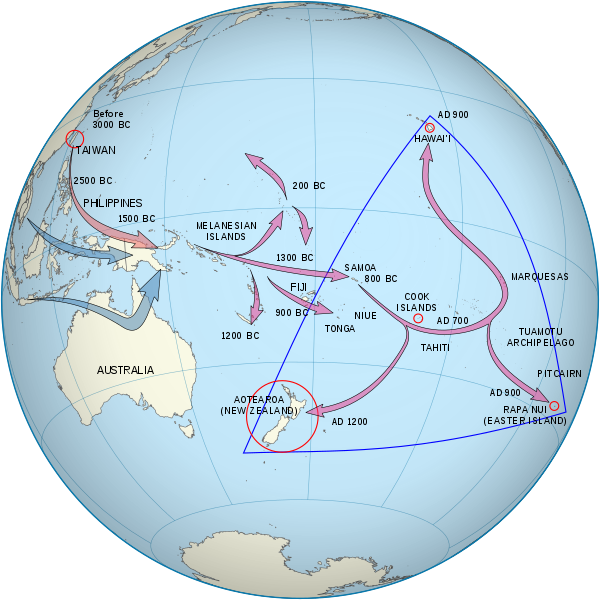 Before
3000 BC
TAIWAN
2500 BC
PHILIPPINES
1500 BC
MELANESIAN
ISLANDS
200 BC
1300 BC
FIJI
900 BC
1200 BC
TONGA
SAMOA
800 BC
NIUE
COOK
ISLANDS
AD 700
TAHITI
AD 900
HAWAI'I
MARQUESAS
TUAMOTU
ARCHIPELAGO
PITCAIRN
AD 900
RAPA NUI
(EASTER ISLAND)
AUSTRALIA
AOTEAROA
(NEW ZEALAND)
AD 1200